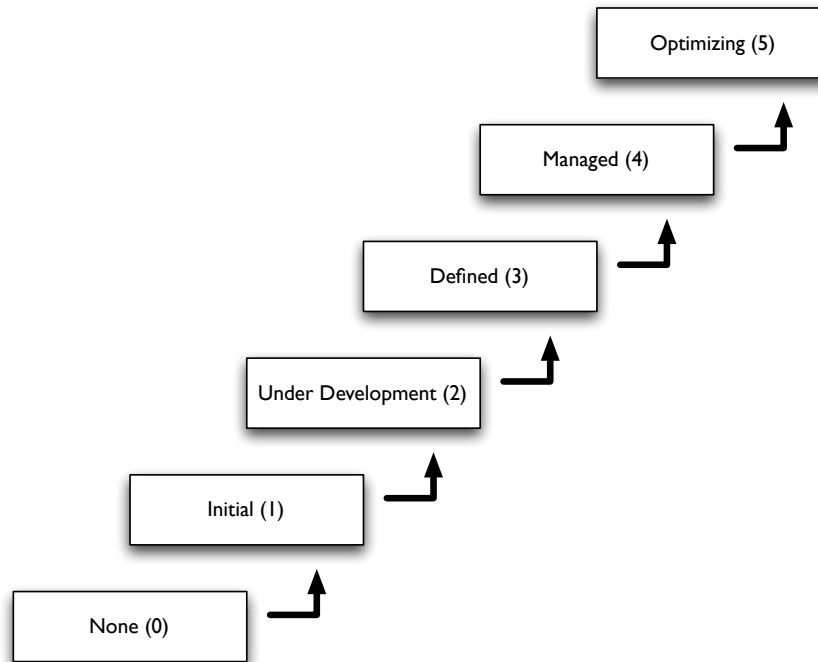 Optimizing (5)
Managed (4)
Defined (3)
Under Development (2)
Initial (1)
None (0)